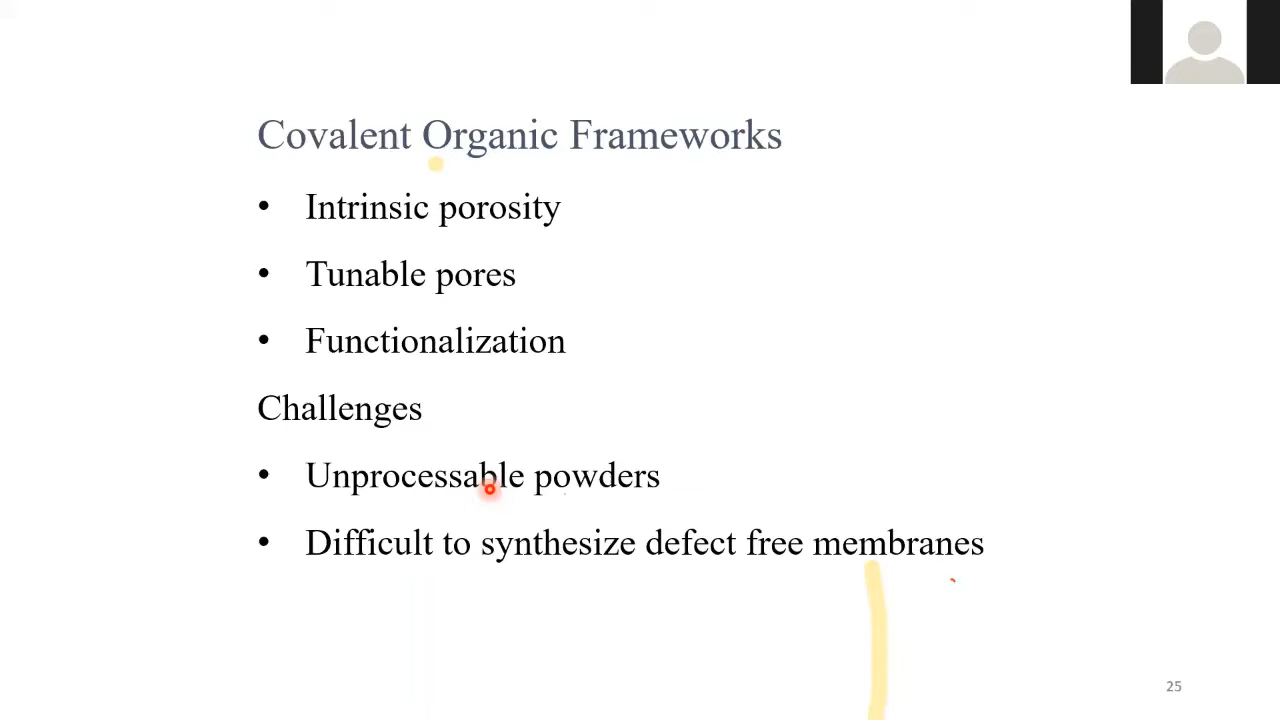 Covalent Organic Frameworks
• Intrinsic porosity
• Tunable pores
• Functionalization
Challenges
• Unprocessable powders
• Difficult to synthesize defect free membranes
25